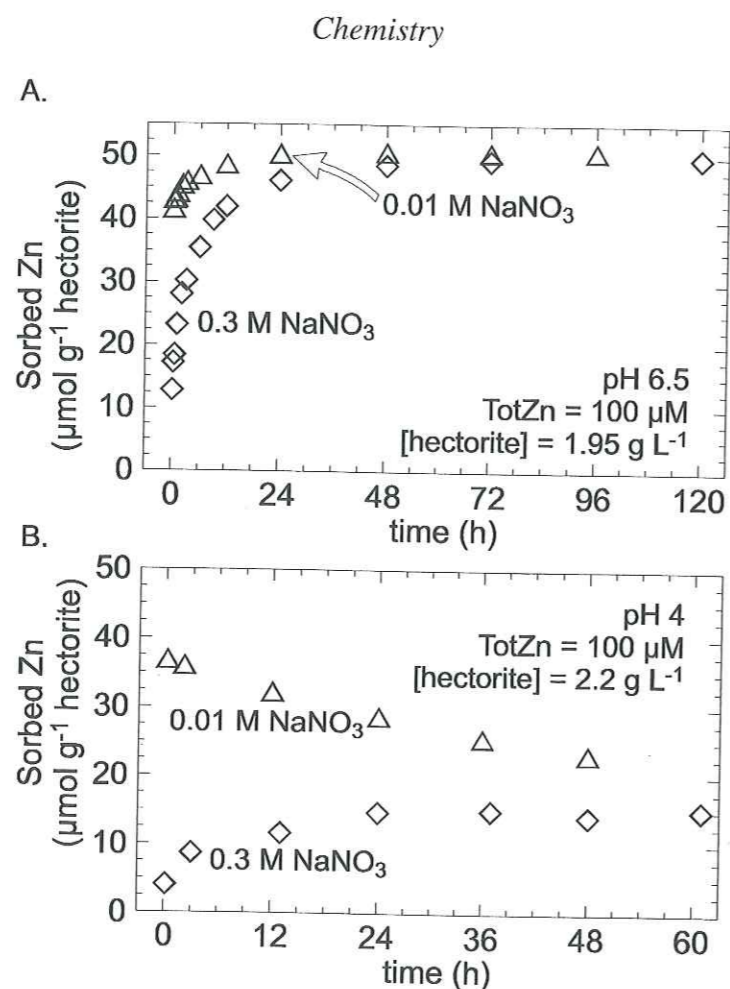 Chemistry
A.
Sorbed Zn
(μmol g⁻¹ hectorite)
50
40
30
20
10
0
0.01 M NaNO₃
0.3 M NaNO₃
pH 6.5
TotZn = 100 μM
[hectorite] = 1.95 g L⁻¹
0 24 48 72 96 120
time (h)
B.
Sorbed Zn
(μmol g⁻¹ hectorite)
50
40
30
20
10
0
pH 4
TotZn = 100 μM
[hectorite] = 2.2 g L⁻¹
0.01 M NaNO₃
0.3 M NaNO₃
0 12 24 36 48 60
time (h)